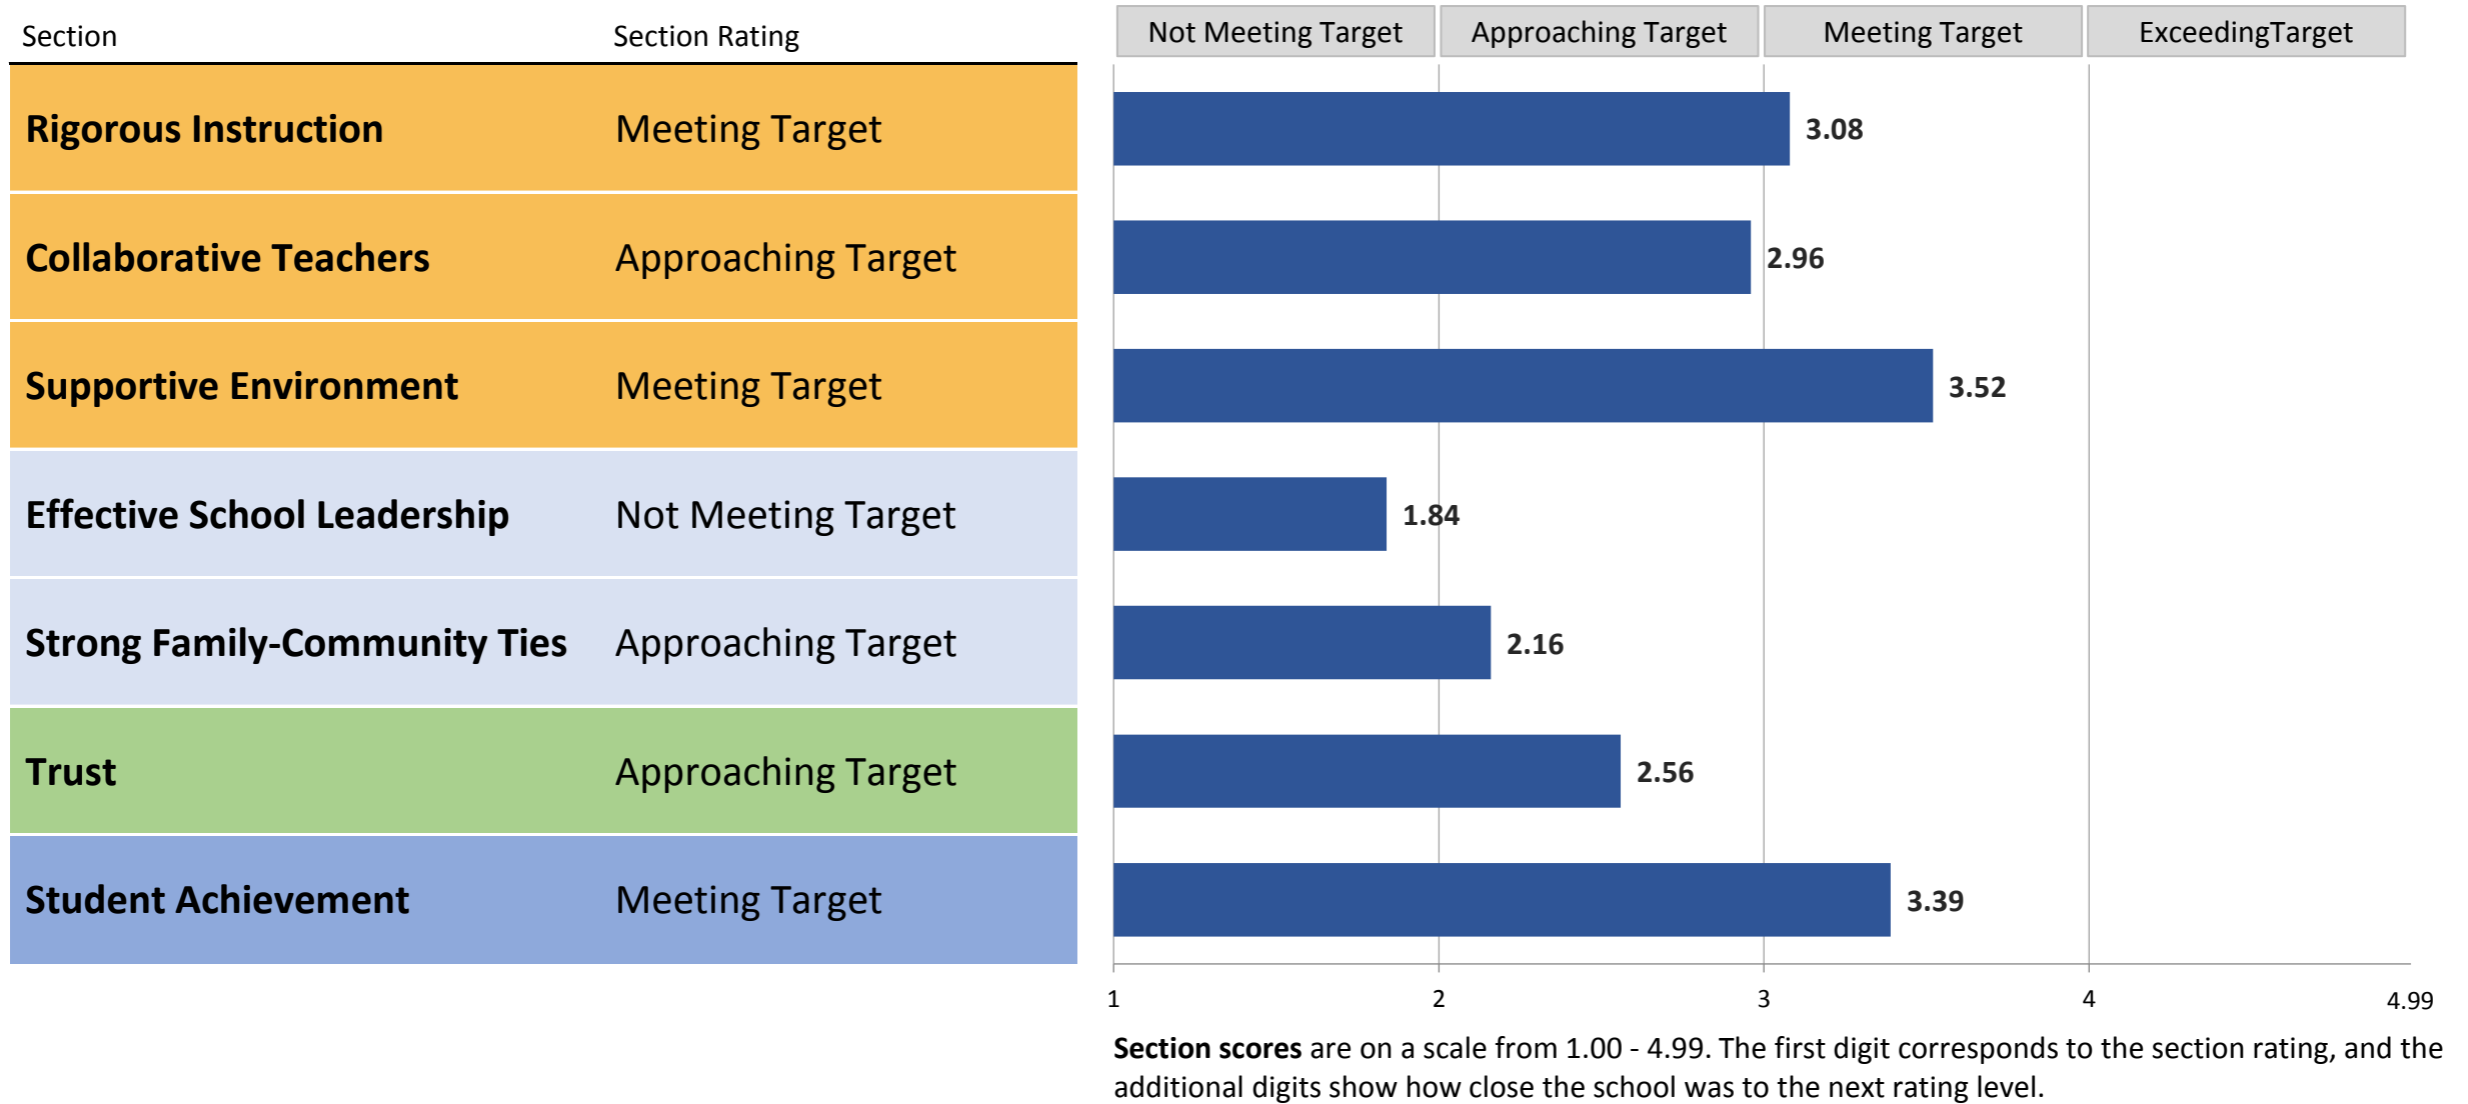 Section Section Rating Not Meeting Target Approaching Target Meeting Target ExceedingTarget
Rigorous Instruction Meeting Target 3.08
Collaborative Teachers Approaching Target 2.96
Supportive Environment Meeting Target 3.52
Effective School Leadership Not Meeting Target 1.84
Strong Family-Community Ties Approaching Target 2.16
Trust Approaching Target 2.56
Student Achievement Meeting Target 3.39
1 2 3 4 4.99
Section scores are on a scale from 1.00 - 4.99. The first digit corresponds to the section rating, and the
additional digits show how close the school was to the next rating level.